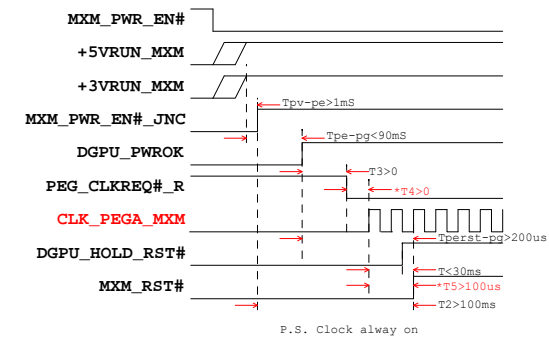 MXM_PWR_EN#
+5VRUN_MXM
+3VRUN_MXM
Tpv-pe>1mS
MXM_PWR_EN#_JNC
Tpe-pg<90mS
DGPU_PWROK
T3>0
PEG_CLKREQ#_R
*T4>0
CLK_PEGA_MXM
Tperst-pg>200us
DGPU_HOLD_RST#
T<30ms
MXM_RST#
*T5>100us
T2>100ms
P.S. Clock alway on